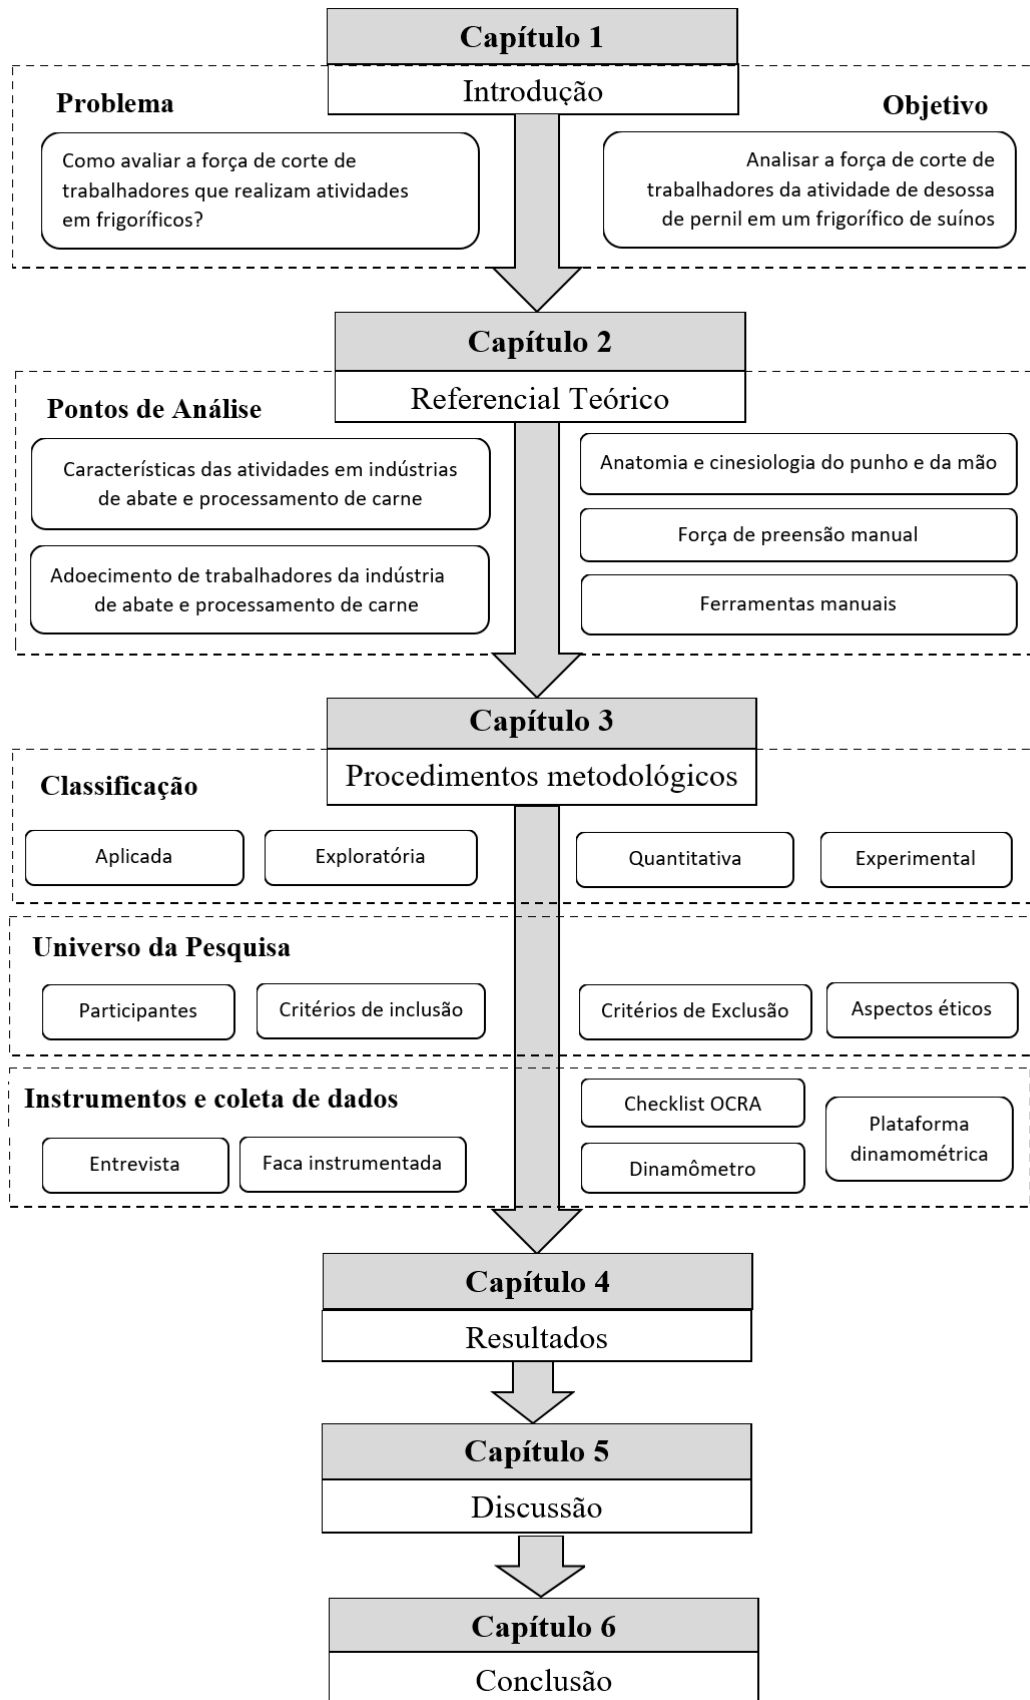 Capítulo 1
Introdução
Problema
Objetivo
Como avaliar a força de corte de
trabalhadores que realizam atividades
em frigoríficos?
Analisar a força de corte de
trabalhadores da atividade de desossa
de pernil em um frigorífico de suínos
Capítulo 2
Referencial Teórico
Pontos de Análise
Características das atividades em indústrias
de abate e processamento de carne
Adoecimento de trabalhadores da indústria
de abate e processamento de carne
Anatomia e cinesiologia do punho e da mão
Força de preensão manual
Ferramentas manuais
Capítulo 3
Procedimentos metodológicos
Classificação
Aplicada
Exploratória
Quantitativa
Experimental
Universo da Pesquisa
Participantes
Critérios de inclusão
Critérios de Exclusão
Aspectos éticos
Instrumentos e coleta de dados
Entrevista
Faca instrumentada
Checklist OCRA
Dinamômetro
Plataforma
dinamométrica
Capítulo 4
Resultados
Capítulo 5
Discussão
Capítulo 6
Conclusão